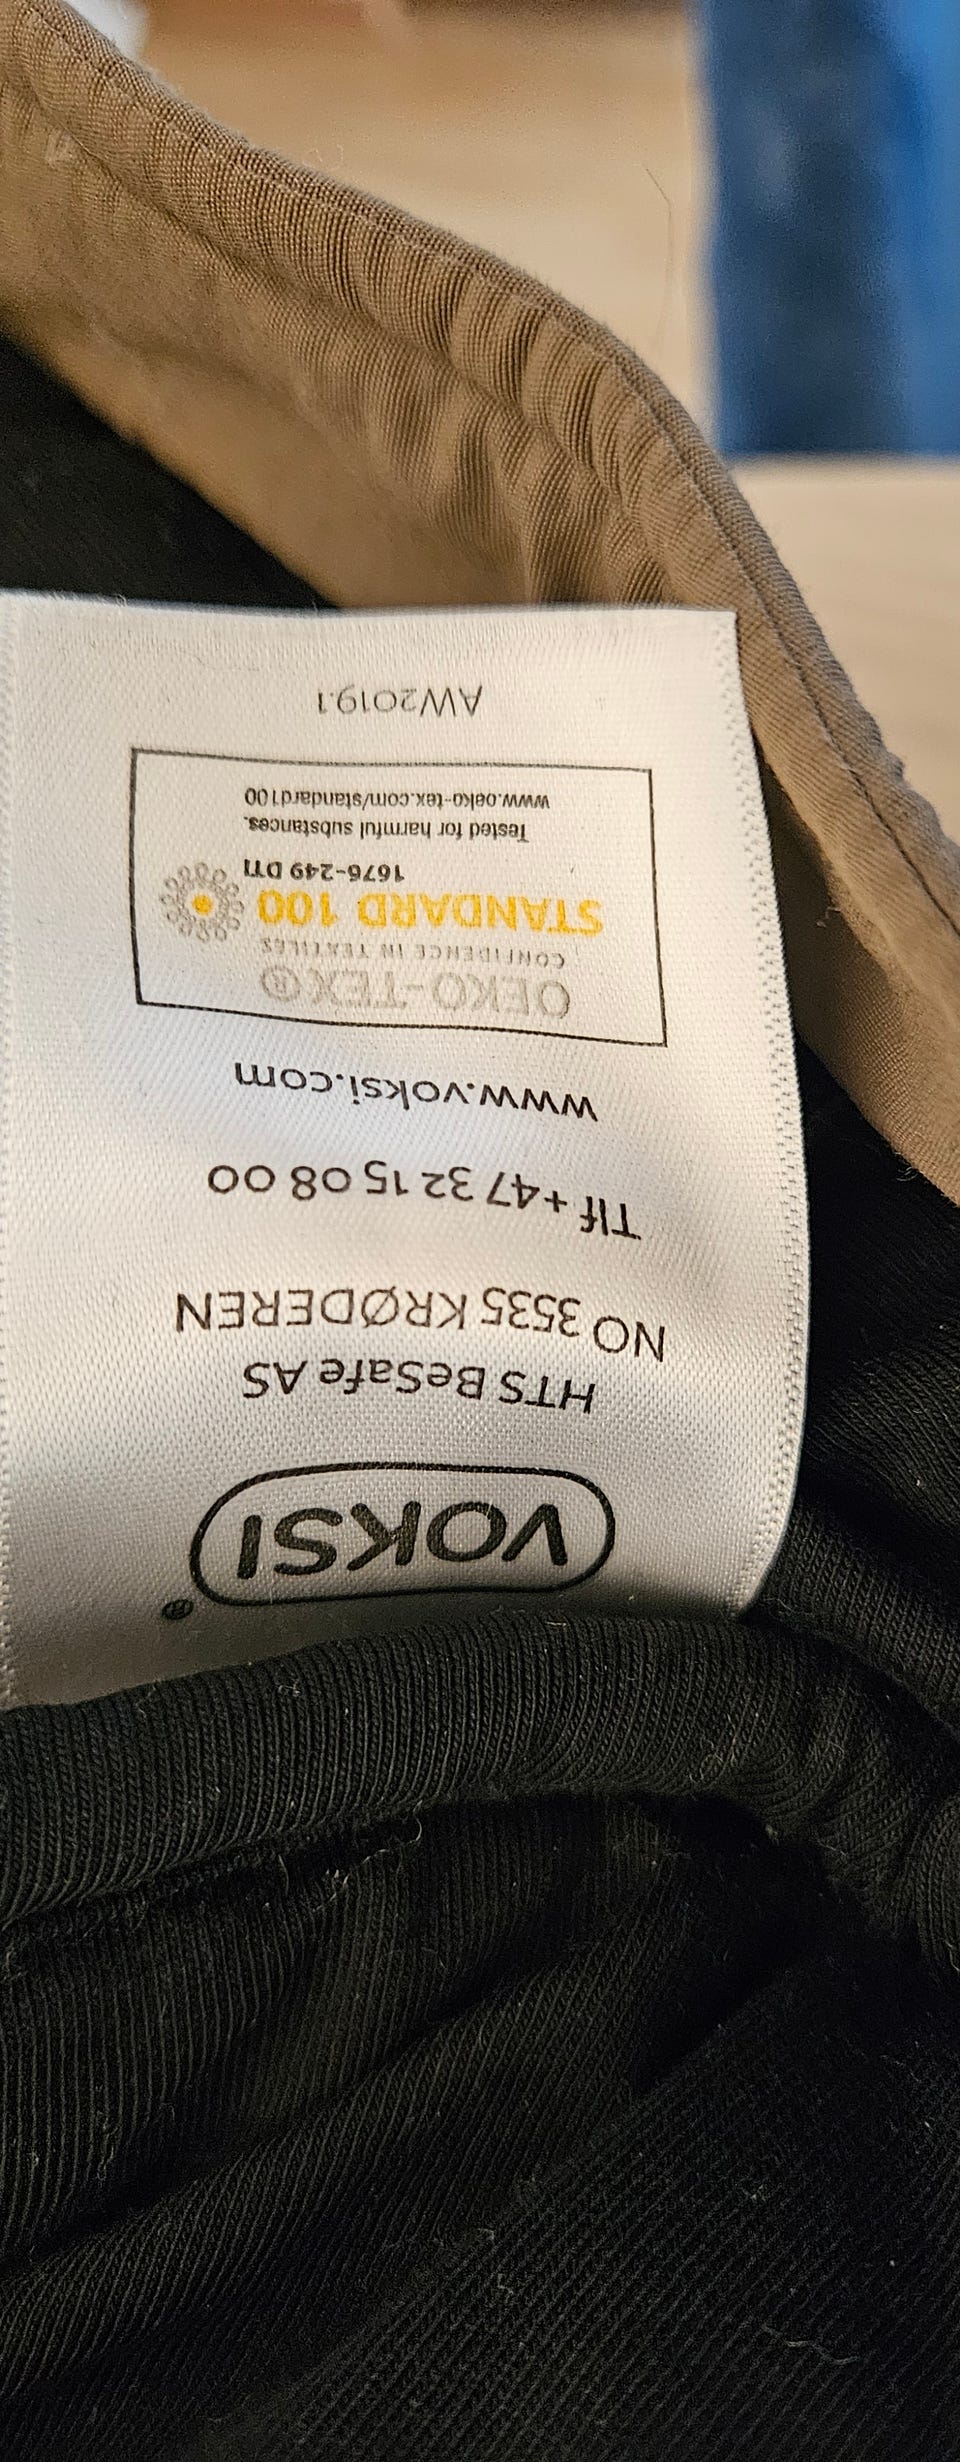 VOKSI®
HTS BeSafe AS
NO 3535 KRØDEREN
Tlf +47 32 15 08 00
www.voksi.com
OEKO-TEX®
CONFIDENCE IN TEXTILES
STANDARD 100
1676-249 DTI
Tested for harmful substances.
www.oeko-tex.com/standard100
AW2019.1